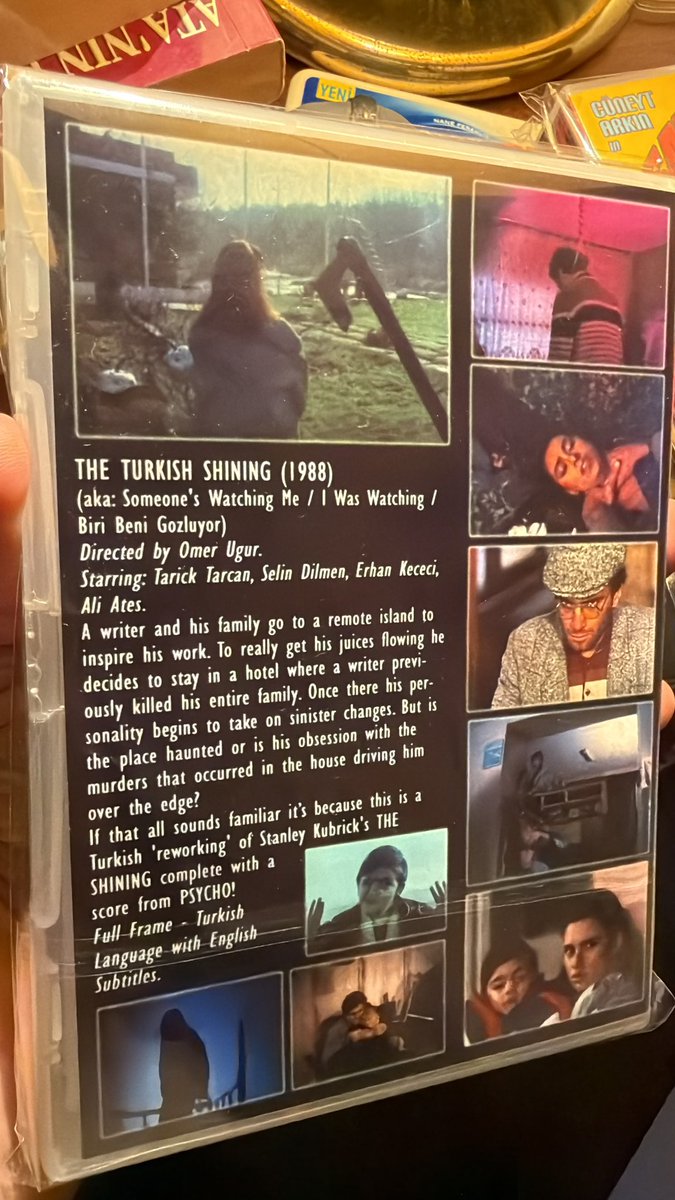 ATA'NIN
YENİ
NANE
CÜNEYT
ARKIN
THE TURKISH SHINING (1988)
(aka: Someone's Watching Me / I Was Watching /
Biri Beni Gozluyor)
Directed by Omer Ugur.
Starring: Tarick Tarcan, Selin Dilmen, Erhan Kececi,
Ali Ates.
A writer and his family go to a remote island to
inspire his work. To really get his juices flowing he
decides to stay in a hotel where a writer previ-
ously killed his entire family. Once there his per-
sonality begins to take on sinister changes. But is
the place haunted or is his obsession with the
murders that occurred in the house driving him
over the edge?
If that all sounds familiar it's because this is a
Turkish 'reworking' of Stanley Kubrick's THE
SHINING complete with a
score from PSYCHO!
Full Frame - Turkish
Language with English
Subtitles.